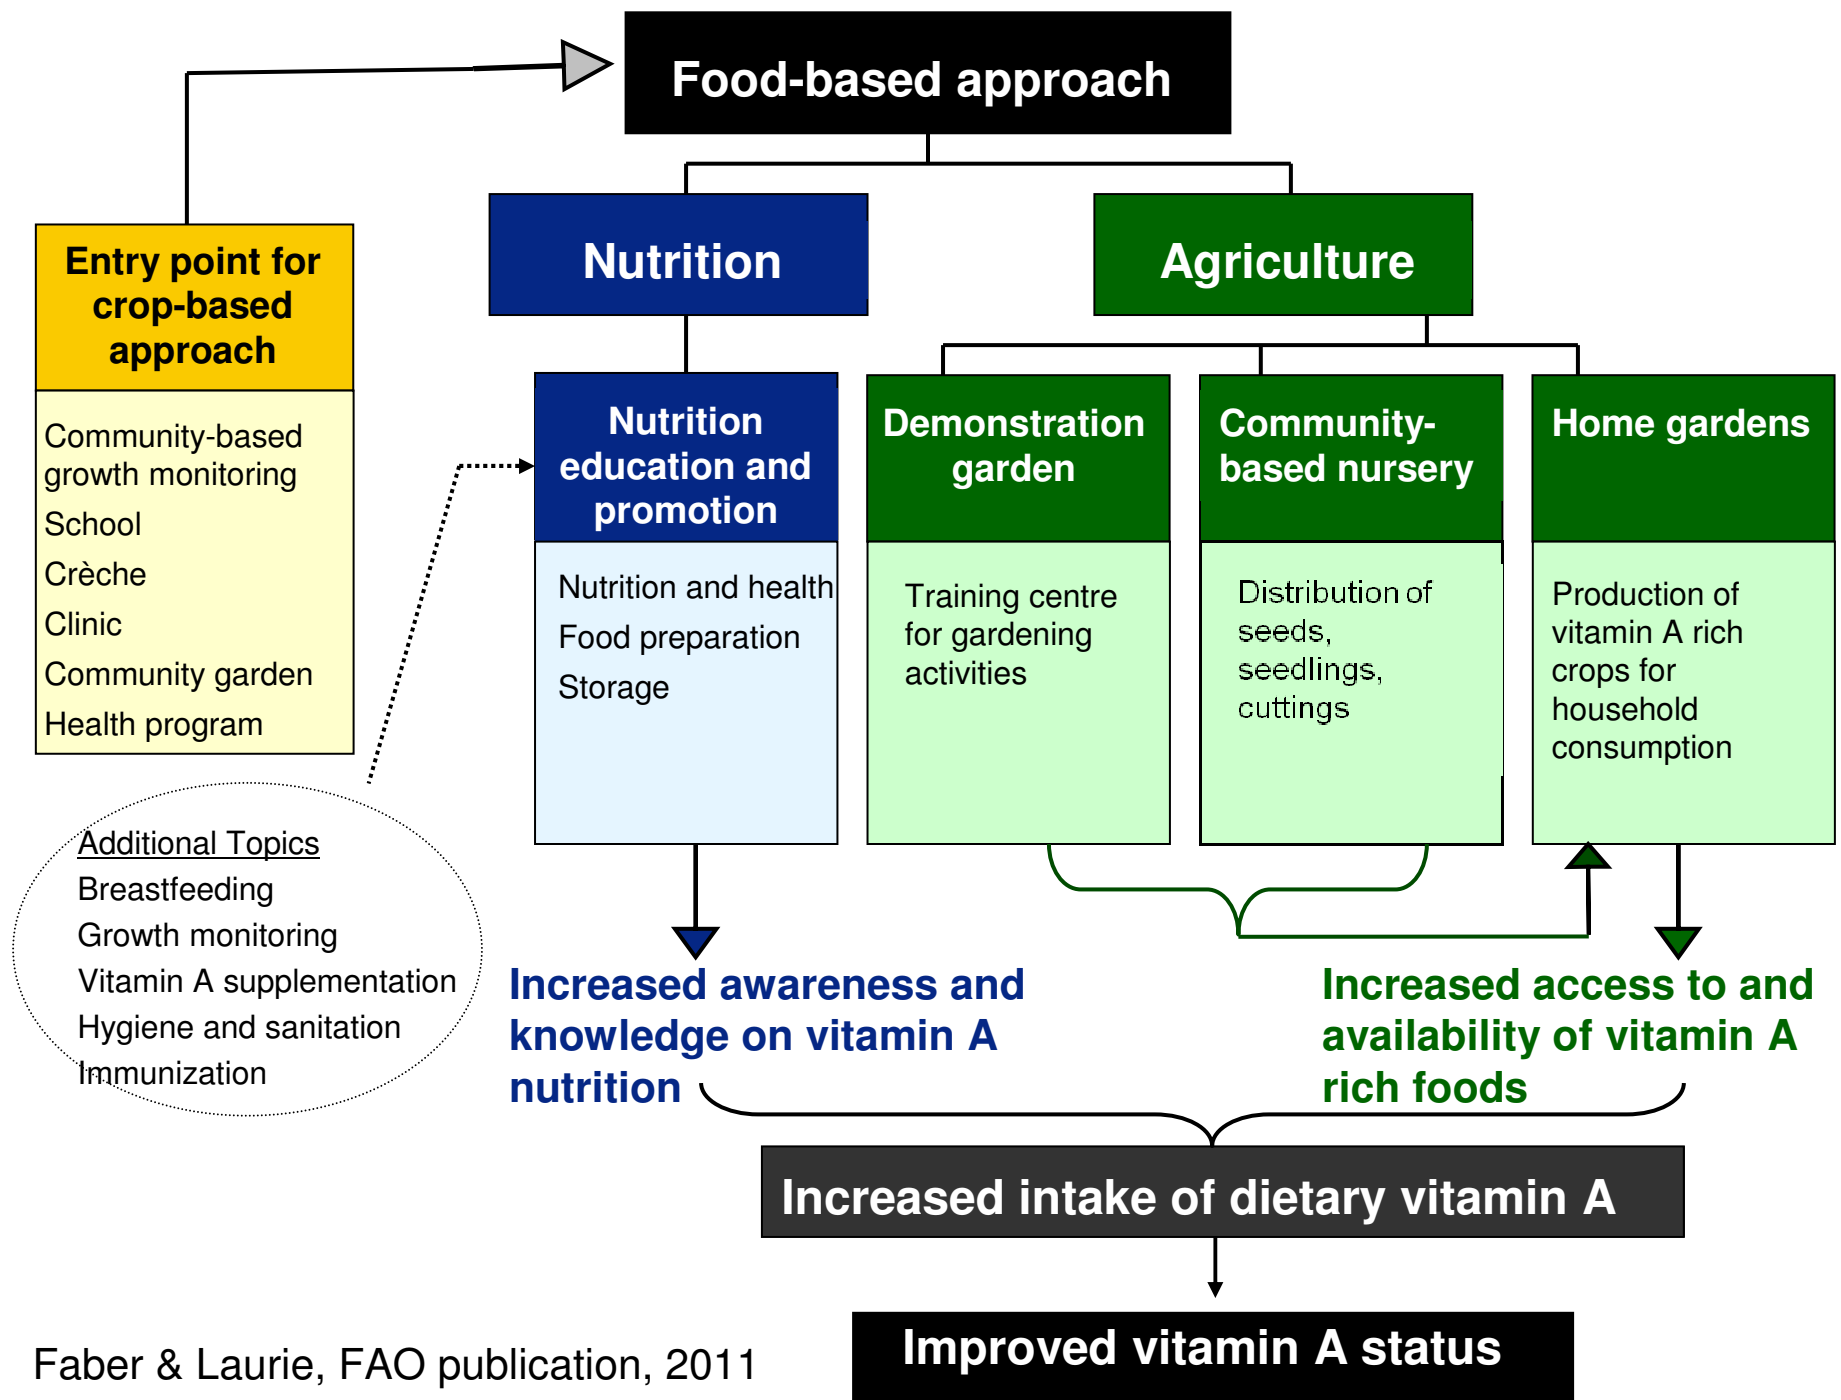 Food-based approach
Nutrition
Agriculture
Entry point for
crop-based
approach
Community-based
growth monitoring
School
Crèche
Clinic
Community garden
Health program
Nutrition
education and
promotion
Nutrition and health
Food preparation
Storage
Demonstration
garden
Training centre
for gardening
activities
Community-
based nursery
Distribution of
seeds,
seedlings,
cuttings
Home gardens
Production of
vitamin A rich
crops for
household
consumption
Additional Topics
Breastfeeding
Growth monitoring
Vitamin A supplementation
Hygiene and sanitation
Immunization
Increased awareness and
knowledge on vitamin A
nutrition
Increased access to and
availability of vitamin A
rich foods
Increased intake of dietary vitamin A
Improved vitamin A status
Faber & Laurie, FAO publication, 2011